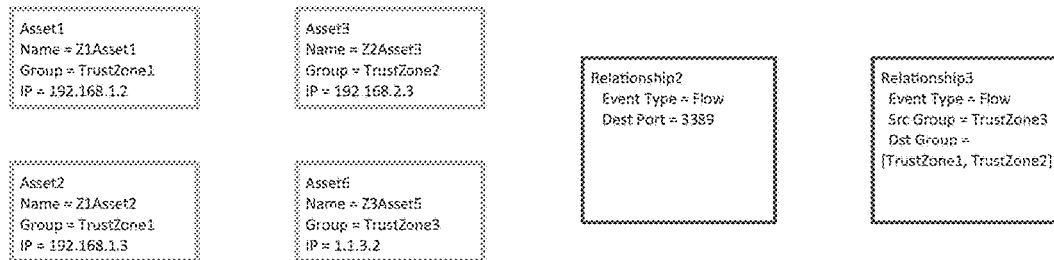 Asset1
Name = Z1Asset1
Group = TrustZone1
IP = 192.168.1.2
Asset3
Name = Z2Asset3
Group = TrustZone2
IP = 192.168.2.3
Relationship2
Event Type = Flow
Dest Port = 3389
Relationship3
Event Type = Flow
Src Group = TrustZone3
Dst Group =
[TrustZone1, TrustZone2]
Asset2
Name = Z1Asset2
Group = TrustZone1
IP = 192.168.1.3
Asset6
Name = Z3Asset5
Group = TrustZone3
IP = 1.1.3.2